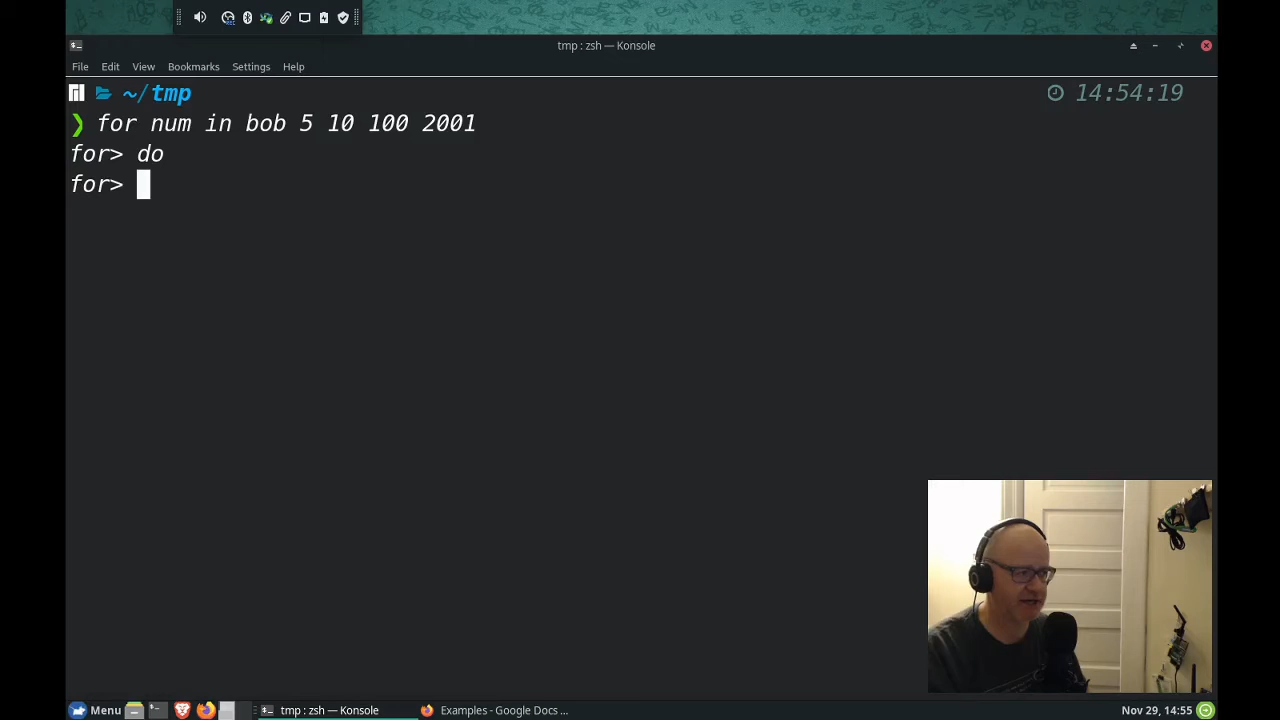 tmp : zsh — Konsole
File Edit View Bookmarks Settings Help
~/tmp 14:54:19
❯ for num in bob 5 10 100 2001
for> do
for>
Menu tmp : zsh — Konsole Examples - Google Docs ... Nov 29, 14:55